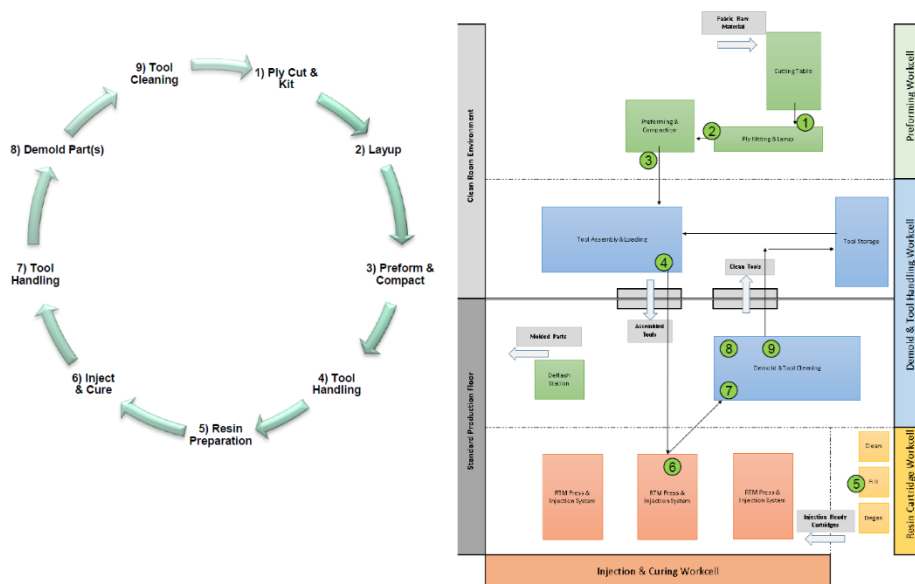 9) Tool
Cleaning
1) Ply Cut &
Kit
2) Layup
3) Preform &
Compact
4) Tool
Handling
5) Resin
Preparation
6) Inject
& Cure
7) Tool
Handling
8) Demold Part(s)
Clean Room Environment
Standard Production Floor
Fabric Raw
Material
Cutting Table
1
Preforming &
Compaction
2
Ply Kitting & Layup
3
Preforming Workcell
Tool Assembly & Loading
Tool Storage
4
Clean Tools
Demold & Tool Handling Workcell
Assembled
Tools
Molded Parts
Deflash
Station
8
9
Demold & Tool Cleaning
7
6
RTM Press &
Injection System
RTM Press &
Injection System
RTM Press &
Injection System
Clean
5
Fill
Degas
Injection Ready
Cartridges
Resin Cartridge Workcell
Injection & Curing Workcell